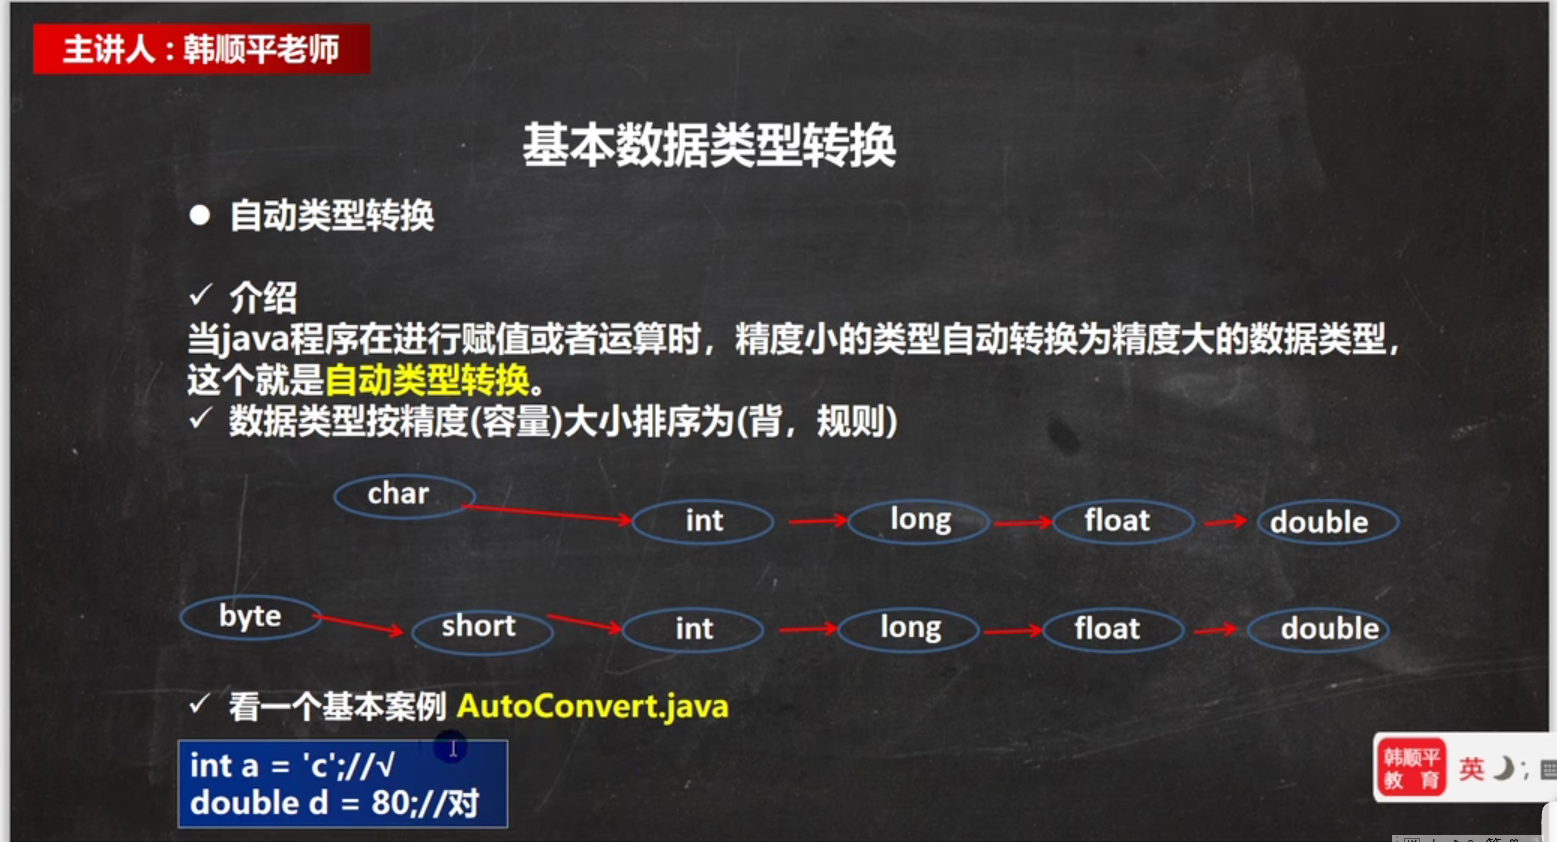 主讲人：韩顺平老师
基本数据类型转换
● 自动类型转换
✓ 介绍
当java程序在进行赋值或者运算时，精度小的类型自动转换为精度大的数据类型，
这个就是自动类型转换。
✓ 数据类型按精度(容量)大小排序为(背，规则)
char int long float double
byte short int long float double
✓ 看一个基本案例 AutoConvert.java
int a = 'c';//√
double d = 80;//对
韩顺平
教 育
英